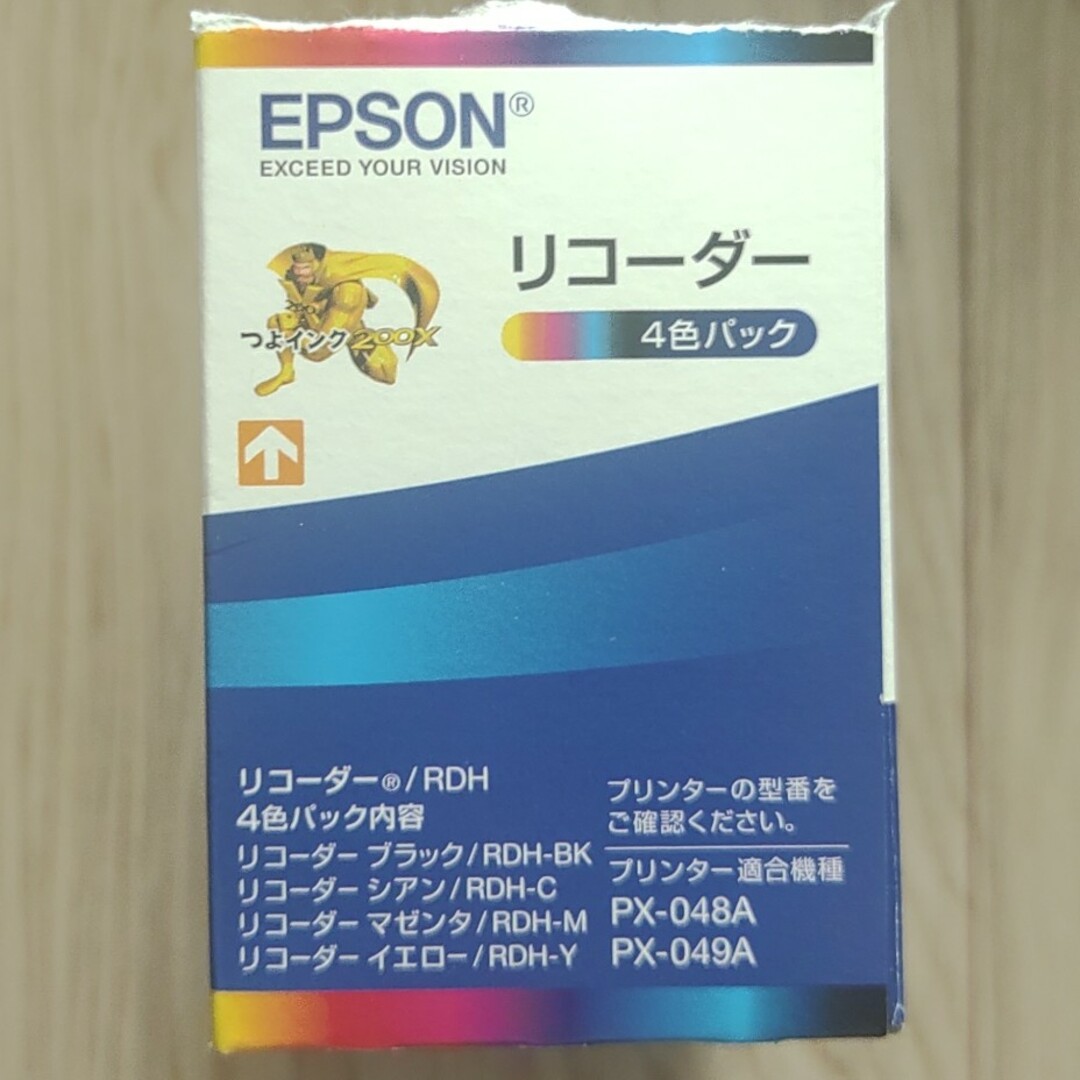 EPSON®
EXCEED YOUR VISION
リコーダー
4色パック
つよインク200X
リコーダー®/RDH
4色パック内容
リコーダー ブラック/RDH-BK
リコーダー シアン/RDH-C
リコーダー マゼンタ/RDH-M
リコーダー イエロー/RDH-Y
プリンターの型番を
ご確認ください。
プリンター適合機種
PX-048A
PX-049A